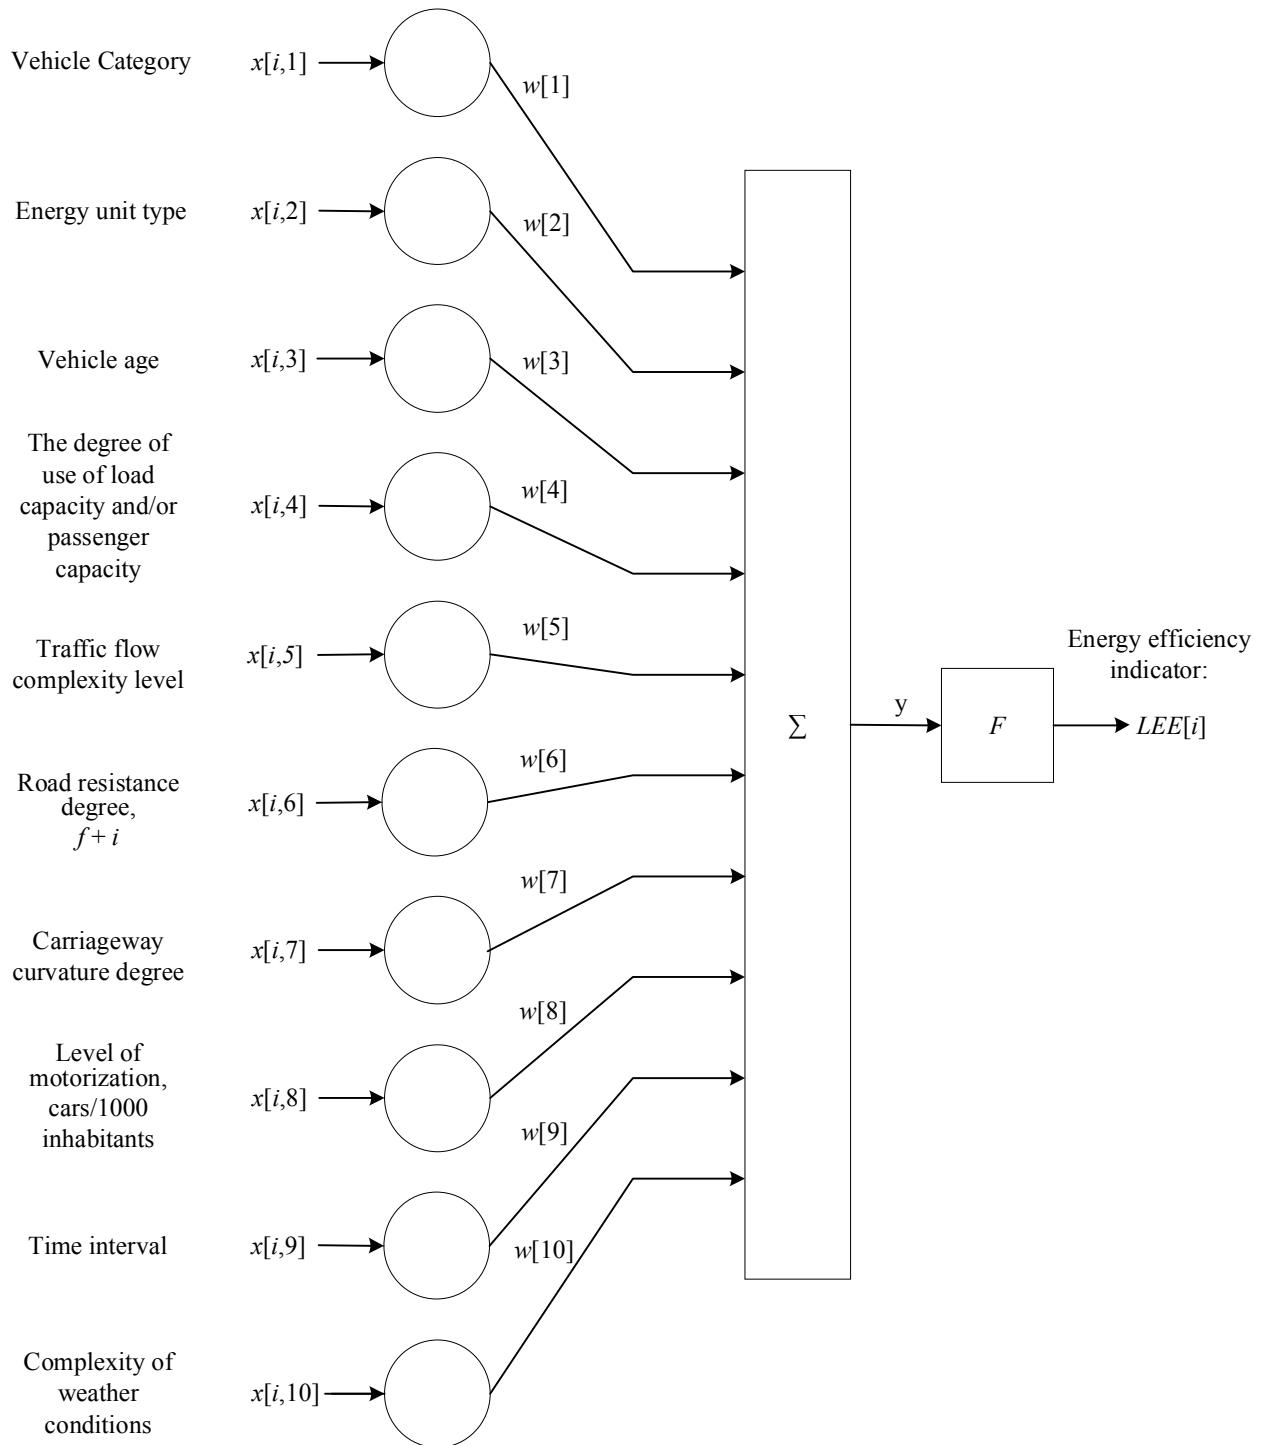 Vehicle Category
x[i,1]
w[1]
Energy unit type
x[i,2]
w[2]
Vehicle age
x[i,3]
w[3]
The degree of
use of load
capacity and/or
passenger
capacity
x[i,4]
w[4]
Traffic flow
complexity level
x[i,5]
w[5]
Road resistance
degree,
f + i
x[i,6]
w[6]
Carriageway
curvature degree
x[i,7]
w[7]
Level of
motorization,
cars/1000
inhabitants
x[i,8]
w[8]
Time interval
x[i,9]
w[9]
Complexity of
weather
conditions
x[i,10]
w[10]
∑
y
F
Energy efficiency
indicator:
LEE[i]